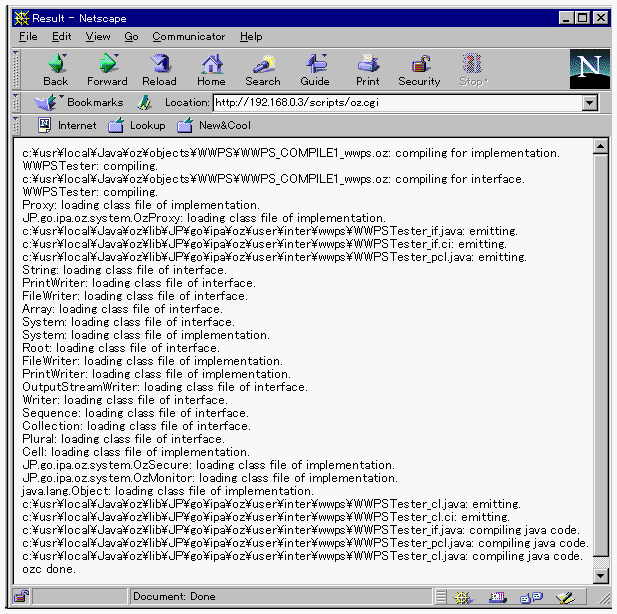 Result - Netscape
File Edit View Go Communicator Help
Back Forward Reload Home Search Guide Print Security Stop
N
Bookmarks Location: http://192.168.0.3/scripts/oz.cgi
Internet Lookup New&Cool
c:¥usr¥local¥Java¥oz¥objects¥WWPS¥WWPS_COMPILE1_wwps.oz: compiling for implementation.
WWPSTester: compiling.
c:¥usr¥local¥Java¥oz¥objects¥WWPS¥WWPS_COMPILE1_wwps.oz: compiling for interface.
WWPSTester: compiling.
Proxy: loading class file of implementation.
JP.go.ipa.oz.system.OzProxy: loading class file of implementation.
c:¥usr¥local¥Java¥oz¥lib¥JP¥go¥ipa¥oz¥user¥inter¥wwps¥WWPSTester_if.java: emitting.
c:¥usr¥local¥Java¥oz¥lib¥JP¥go¥ipa¥oz¥user¥inter¥wwps¥WWPSTester_if.ci: emitting.
c:¥usr¥local¥Java¥oz¥lib¥JP¥go¥ipa¥oz¥user¥inter¥wwps¥WWPSTester_pcl.java: emitting.
String: loading class file of interface.
PrintWriter: loading class file of interface.
FileWriter: loading class file of interface.
Array: loading class file of interface.
System: loading class file of interface.
System: loading class file of implementation.
Root: loading class file of interface.
FileWriter: loading class file of implementation.
PrintWriter: loading class file of implementation.
OutputStreamWriter: loading class file of interface.
Writer: loading class file of interface.
Sequence: loading class file of interface.
Collection: loading class file of interface.
Plural: loading class file of interface.
Cell: loading class file of implementation.
JP.go.ipa.oz.system.OzSecure: loading class file of implementation.
JP.go.ipa.oz.system.OzMonitor: loading class file of implementation.
java.lang.Object: loading class file of implementation.
c:¥usr¥local¥Java¥oz¥lib¥JP¥go¥ipa¥oz¥user¥inter¥wwps¥WWPSTester_cl.java: emitting.
c:¥usr¥local¥Java¥oz¥lib¥JP¥go¥ipa¥oz¥user¥inter¥wwps¥WWPSTester_cl.ci: emitting.
c:¥usr¥local¥Java¥oz¥lib¥JP¥go¥ipa¥oz¥user¥inter¥wwps¥WWPSTester_if.java: compiling java code.
c:¥usr¥local¥Java¥oz¥lib¥JP¥go¥ipa¥oz¥user¥inter¥wwps¥WWPSTester_pcl.java: compiling java code.
c:¥usr¥local¥Java¥oz¥lib¥JP¥go¥ipa¥oz¥user¥inter¥wwps¥WWPSTester_cl.java: compiling java code.
ozc done.
Document: Done